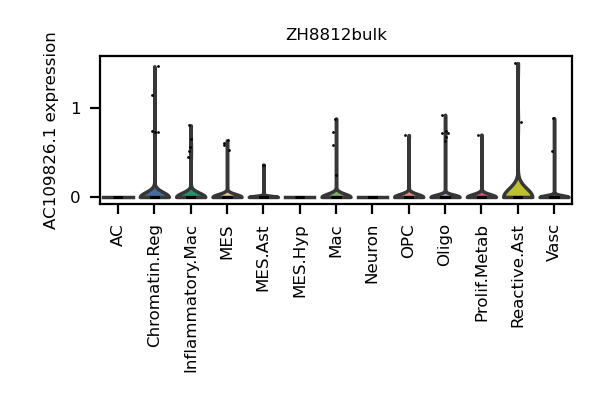 ZH8812bulk
AC109826.1 expression
1
0
AC
Chromatin.Reg
Inflammatory.Mac
MES
MES.Ast
MES.Hyp
Mac
Neuron
OPC
Oligo
Prolif.Metab
Reactive.Ast
Vasc